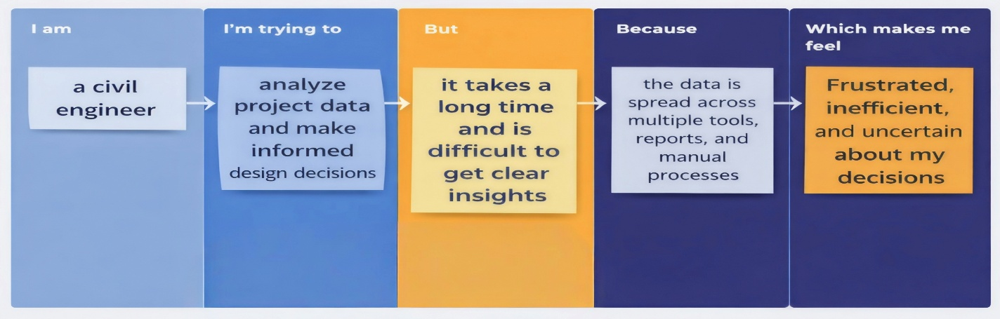 I am
a civil
engineer
I'm trying to
analyze
project data
and make
informed
design decisions
But
it takes a
long time
and is
difficult to
get clear
insights
Because
the data is
spread across
multiple tools,
reports, and
manual
processes
Which makes me
feel
Frustrated,
inefficient,
and uncertain
about my
decisions